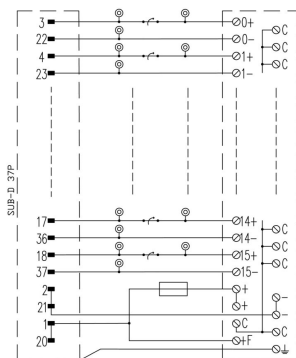 3 0+
C
22 0-
C
4 1+
C
23 1-
SUB-D 37P
17 14+
C
36 14-
C
18 15+
C
37 15-
2 +
-
21 +
-
1 C
C
20 +F